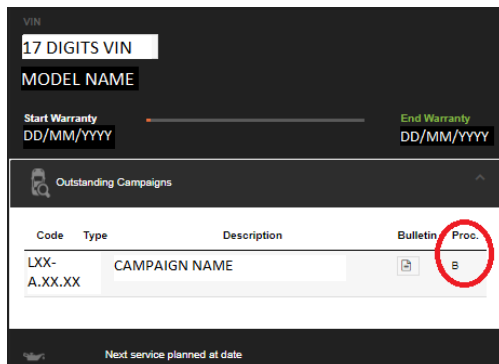 VIN
17 DIGITS VIN
MODEL NAME
Start Warranty End Warranty
DD/MM/YYYY DD/MM/YYYY
Outstanding Campaigns
Code Type Description Bulletin Proc.
LXX-
A.XX.XX CAMPAIGN NAME B
Next service planned at date